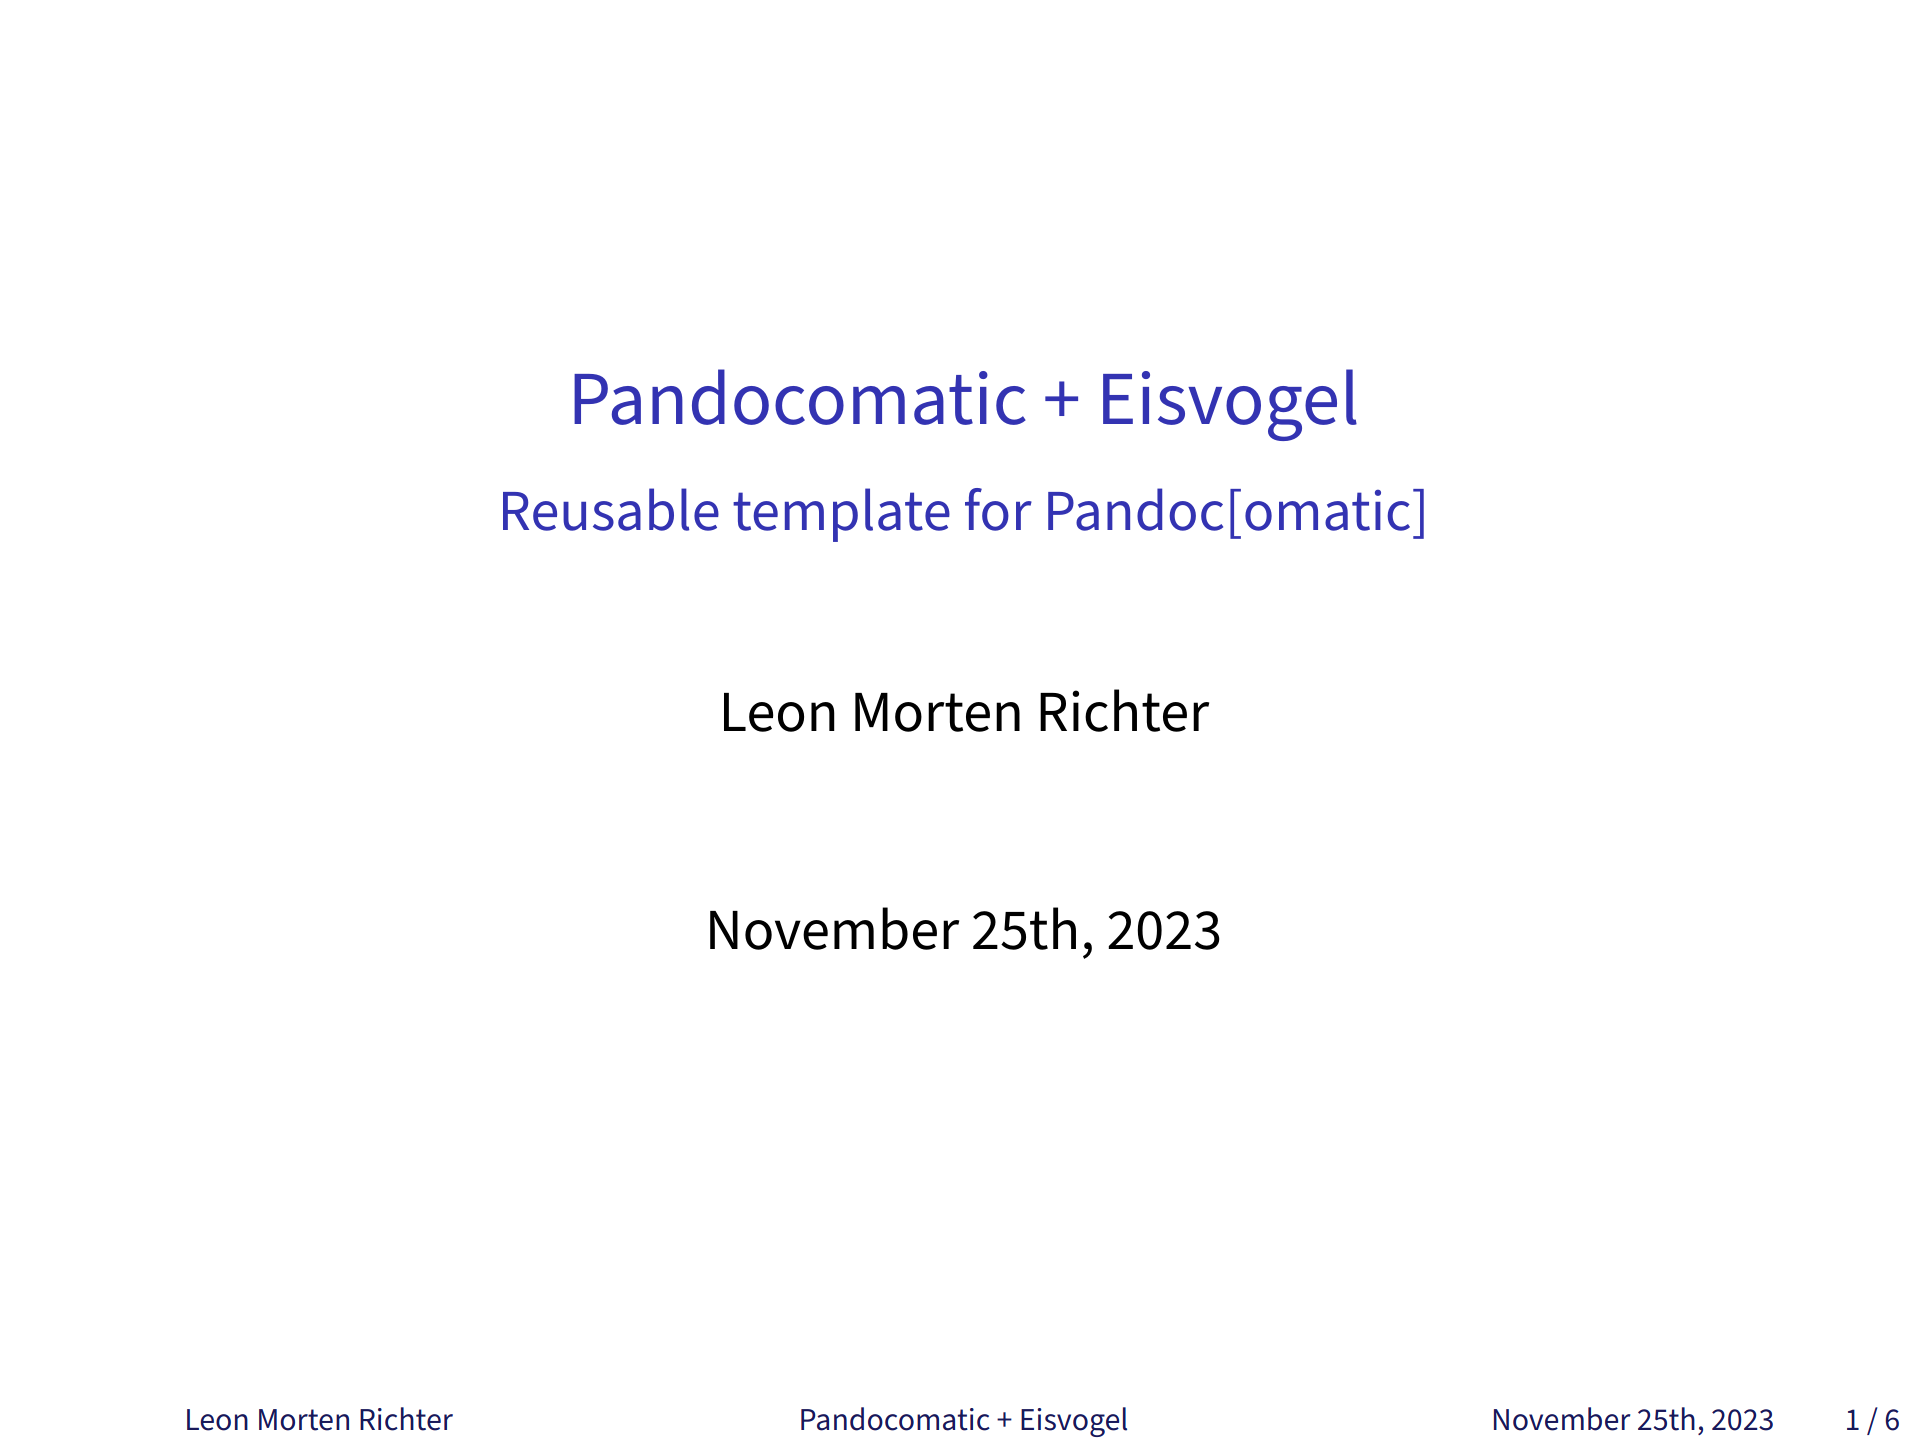 Pandocomatic + Eisvogel
Reusable template for Pandoc[omatic]
Leon Morten Richter
November 25th, 2023
Leon Morten Richter Pandocomatic + Eisvogel November 25th, 2023 1 / 6